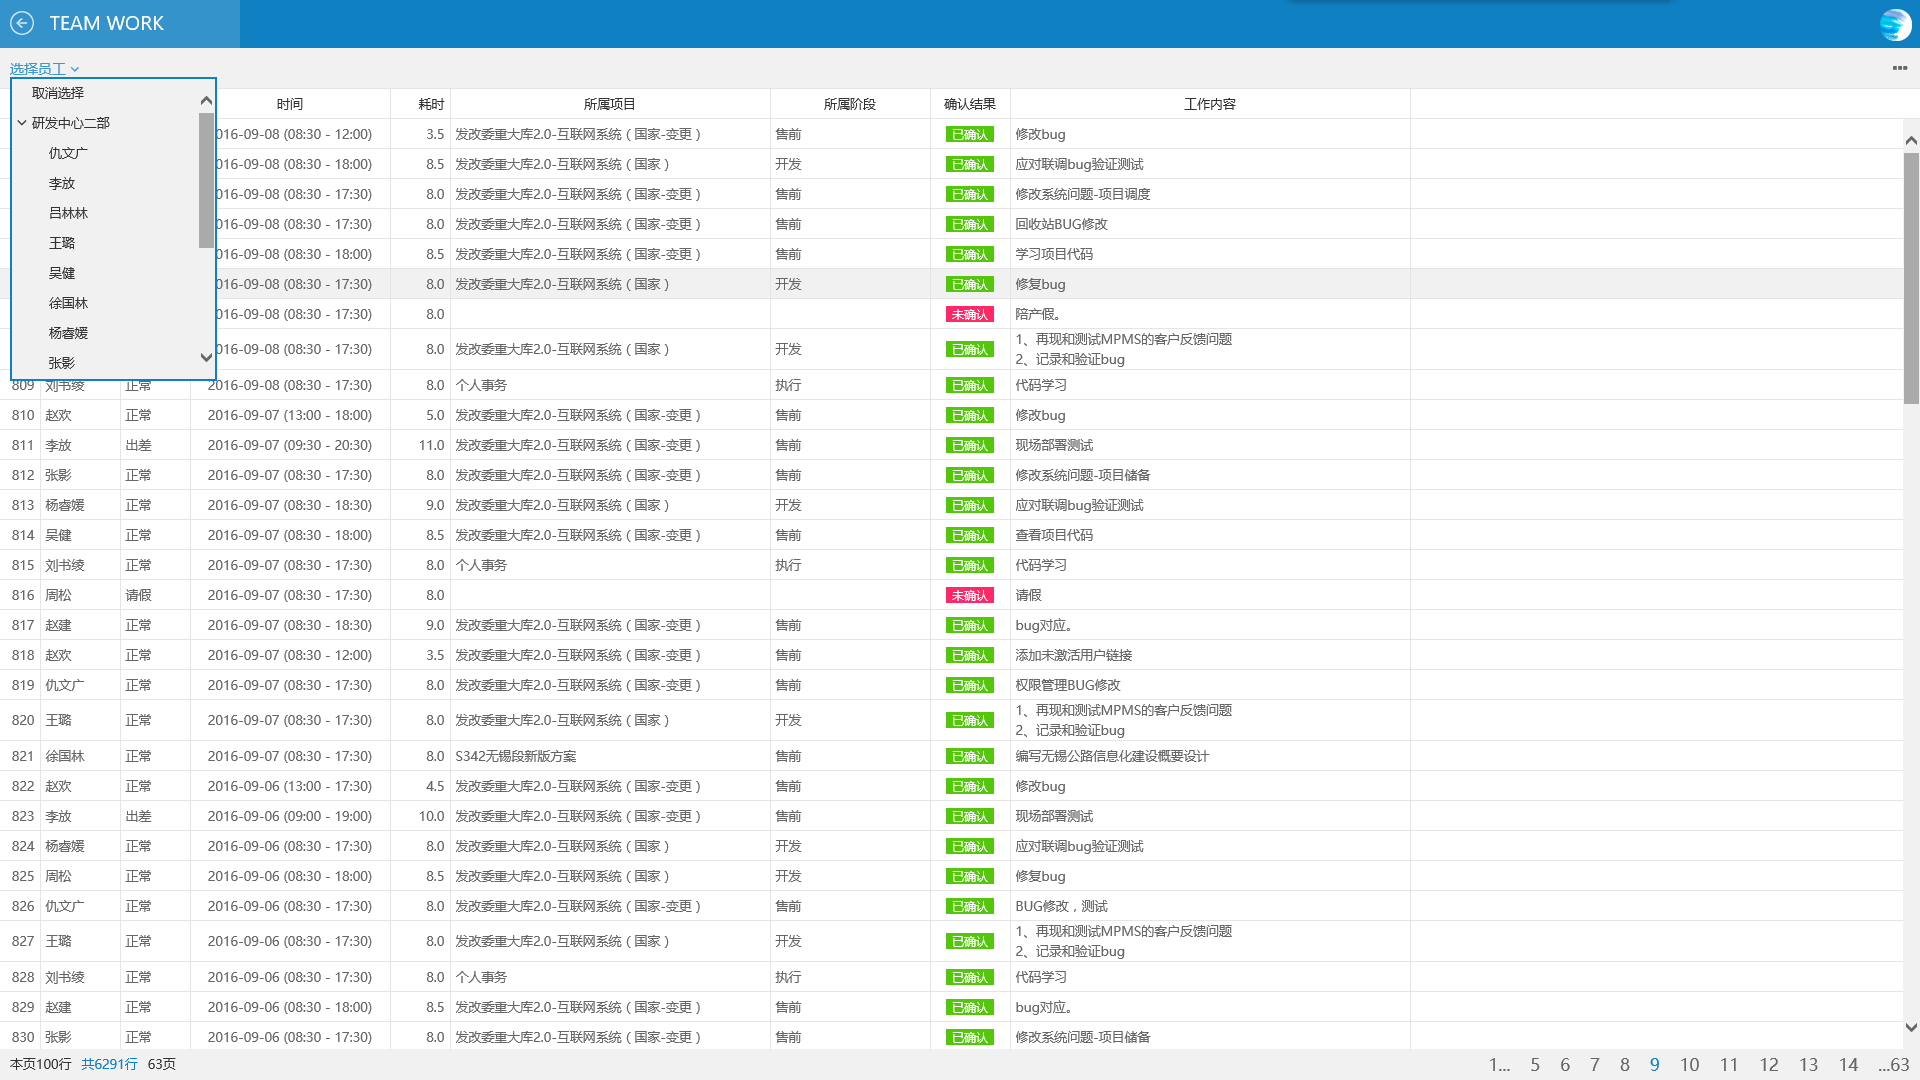 TEAM WORK
选择员工
取消选择
研发中心二部
仇文广
李放
吕林林
王璐
吴健
徐国林
杨睿媛
张影
时间 耗时 所属项目 所属阶段 确认结果 工作内容
016-09-08 (08:30 - 12:00) 3.5 发改委重大库2.0-互联网系统（国家-变更） 售前 已确认 修改bug
016-09-08 (08:30 - 18:00) 8.5 发改委重大库2.0-互联网系统（国家） 开发 已确认 应对联调bug验证测试
016-09-08 (08:30 - 17:30) 8.0 发改委重大库2.0-互联网系统（国家-变更） 售前 已确认 修改系统问题-项目调度
016-09-08 (08:30 - 17:30) 8.0 发改委重大库2.0-互联网系统（国家-变更） 售前 已确认 回收站BUG修改
016-09-08 (08:30 - 18:00) 8.5 发改委重大库2.0-互联网系统（国家-变更） 售前 已确认 学习项目代码
016-09-08 (08:30 - 17:30) 8.0 发改委重大库2.0-互联网系统（国家） 开发 已确认 修复bug
016-09-08 (08:30 - 17:30) 8.0 未确认 陪产假。
016-09-08 (08:30 - 17:30) 8.0 发改委重大库2.0-互联网系统（国家） 开发 已确认 1、再现和测试MPMS的客户反馈问题
2、记录和验证bug
809 刘书绫 正常 2016-09-08 (08:30 - 17:30) 8.0 个人事务 执行 已确认 代码学习
810 赵欢 正常 2016-09-07 (13:00 - 18:00) 5.0 发改委重大库2.0-互联网系统（国家-变更） 售前 已确认 修改bug
811 李放 出差 2016-09-07 (09:30 - 20:30) 11.0 发改委重大库2.0-互联网系统（国家-变更） 售前 已确认 现场部署测试
812 张影 正常 2016-09-07 (08:30 - 17:30) 8.0 发改委重大库2.0-互联网系统（国家-变更） 售前 已确认 修改系统问题-项目储备
813 杨睿媛 正常 2016-09-07 (08:30 - 18:30) 9.0 发改委重大库2.0-互联网系统（国家） 开发 已确认 应对联调bug验证测试
814 吴健 正常 2016-09-07 (08:30 - 18:00) 8.5 发改委重大库2.0-互联网系统（国家-变更） 售前 已确认 查看项目代码
815 刘书绫 正常 2016-09-07 (08:30 - 17:30) 8.0 个人事务 执行 已确认 代码学习
816 周松 请假 2016-09-07 (08:30 - 17:30) 8.0 未确认 请假
817 赵建 正常 2016-09-07 (08:30 - 18:30) 9.0 发改委重大库2.0-互联网系统（国家-变更） 售前 已确认 bug对应。
818 赵欢 正常 2016-09-07 (08:30 - 12:00) 3.5 发改委重大库2.0-互联网系统（国家-变更） 售前 已确认 添加未激活用户链接
819 仇文广 正常 2016-09-07 (08:30 - 17:30) 8.0 发改委重大库2.0-互联网系统（国家-变更） 售前 已确认 权限管理BUG修改
820 王璐 正常 2016-09-07 (08:30 - 17:30) 8.0 发改委重大库2.0-互联网系统（国家） 开发 已确认 1、再现和测试MPMS的客户反馈问题
2、记录和验证bug
821 徐国林 正常 2016-09-07 (08:30 - 17:30) 8.0 S342无锡段新版方案 售前 已确认 编写无锡公路信息化建设概要设计
822 赵欢 正常 2016-09-06 (13:00 - 17:30) 4.5 发改委重大库2.0-互联网系统（国家-变更） 售前 已确认 修改bug
823 李放 出差 2016-09-06 (09:00 - 19:00) 10.0 发改委重大库2.0-互联网系统（国家-变更） 售前 已确认 现场部署测试
824 杨睿媛 正常 2016-09-06 (08:30 - 17:30) 8.0 发改委重大库2.0-互联网系统（国家） 开发 已确认 应对联调bug验证测试
825 周松 正常 2016-09-06 (08:30 - 18:00) 8.5 发改委重大库2.0-互联网系统（国家） 开发 已确认 修复bug
826 仇文广 正常 2016-09-06 (08:30 - 17:30) 8.0 发改委重大库2.0-互联网系统（国家-变更） 售前 已确认 BUG修改，测试
827 王璐 正常 2016-09-06 (08:30 - 17:30) 8.0 发改委重大库2.0-互联网系统（国家） 开发 已确认 1、再现和测试MPMS的客户反馈问题
2、记录和验证bug
828 刘书绫 正常 2016-09-06 (08:30 - 17:30) 8.0 个人事务 执行 已确认 代码学习
829 赵建 正常 2016-09-06 (08:30 - 18:00) 8.5 发改委重大库2.0-互联网系统（国家-变更） 售前 已确认 bug对应。
830 张影 正常 2016-09-06 (08:30 - 17:30) 8.0 发改委重大库2.0-互联网系统（国家-变更） 售前 已确认 修改系统问题-项目储备
本页100行 共6291行 63页 1... 5 6 7 8 9 10 11 12 13 14 ...63